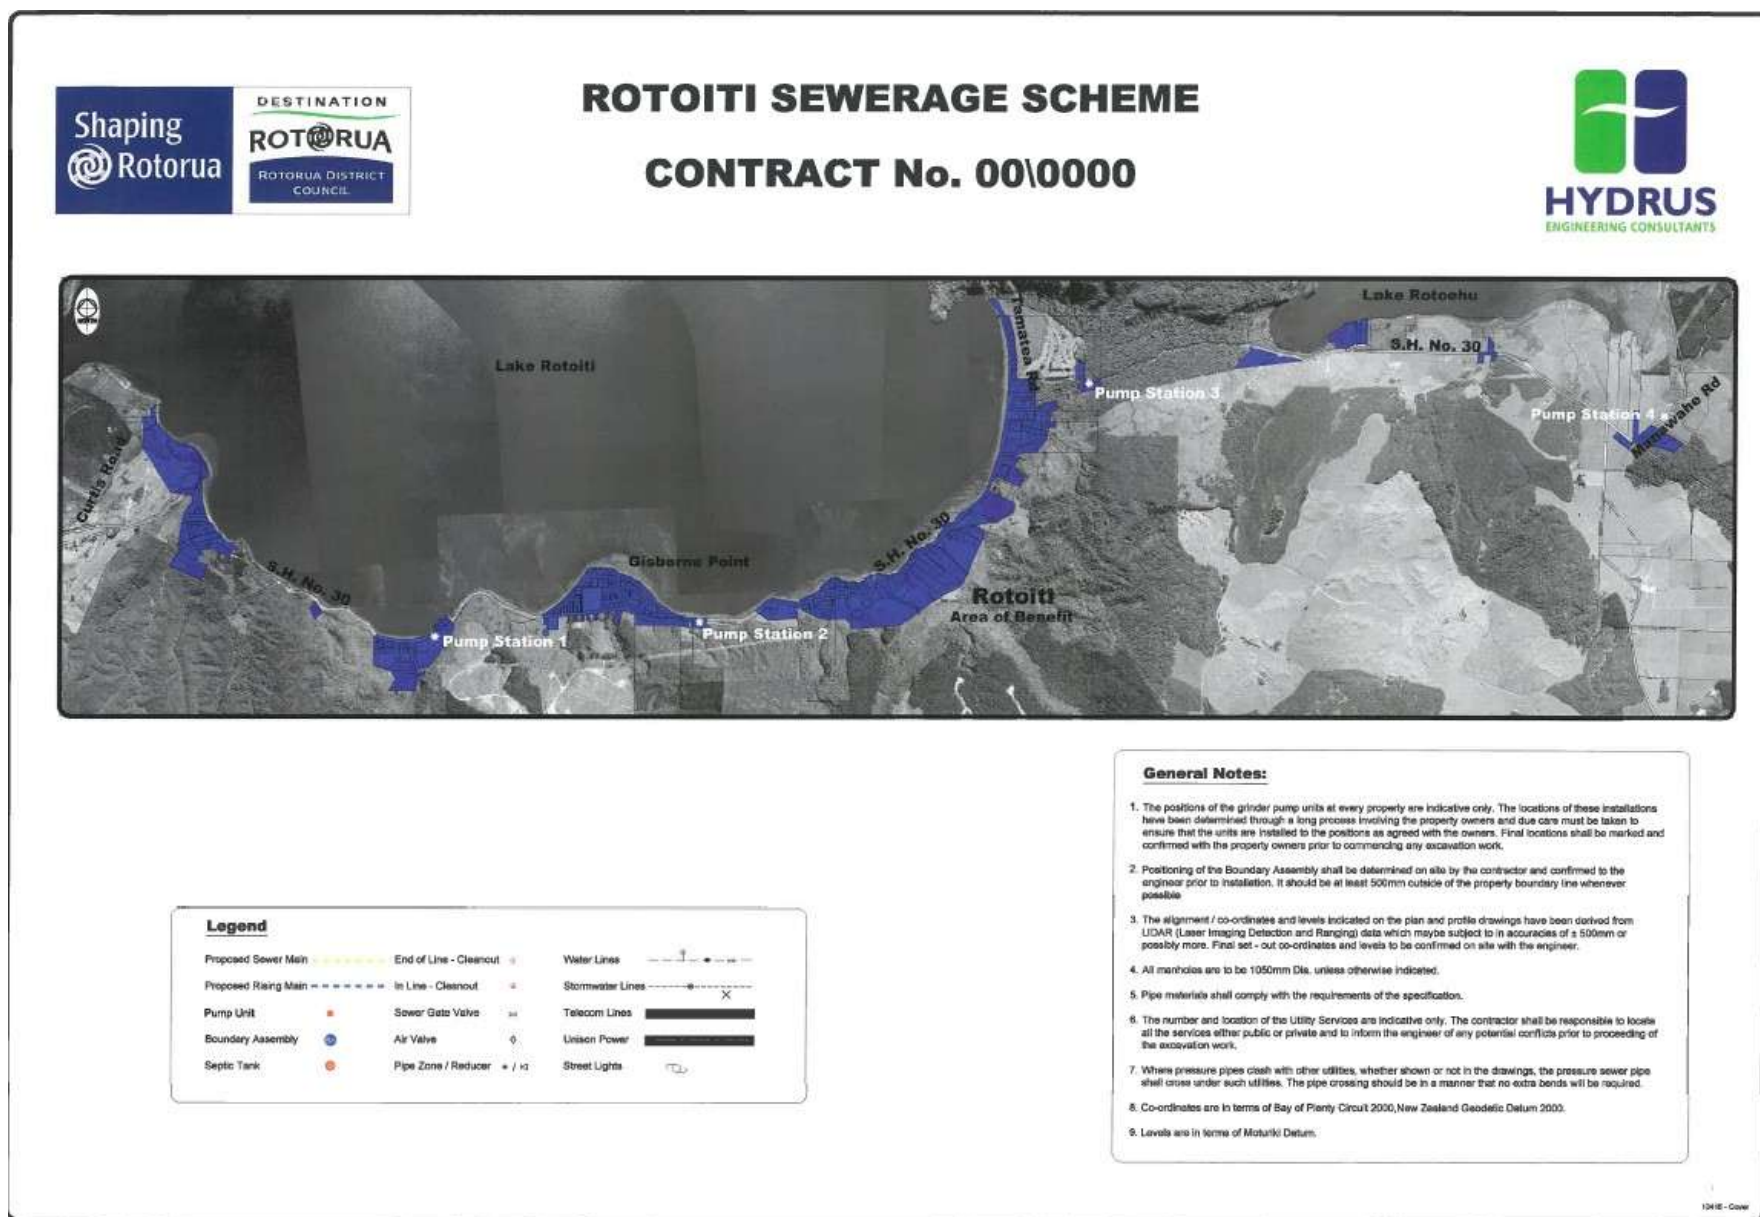 Shaping
Rotorua
DESTINATION
ROTORUA
ROTORUA DISTRICT
COUNCIL
ROTOITI SEWERAGE SCHEME
CONTRACT No. 00\0000
HYDRUS
ENGINEERING CONSULTANTS
Lake Rotoiti
Lake Rotoehu
Tamatea Rd
S.H. No. 30
Pump Station 3
Pump Station 4
Manawahe Rd
Curtis Road
S.H. No. 30
Gisborne Point
S.H. No. 30
Rotoiti
Area of Benefit
Pump Station 1
Pump Station 2
General Notes:
1. The positions of the grinder pump units at every property are indicative only. The locations of these installations
have been determined through a long process involving the property owners and due care must be taken to
ensure that the units are installed to the positions as agreed with the owners. Final locations shall be marked and
confirmed with the property owners prior to commencing any excavation work.
2. Positioning of the Boundary Assembly shall be determined on site by the contractor and confirmed to the
engineer prior to installation. It should be at least 500mm outside of the property boundary line whenever
possible
3. The alignment / co-ordinates and levels indicated on the plan and profile drawings have been derived from
LIDAR (Laser Imaging Detection and Ranging) data which maybe subject to in accuracies of ± 500mm or
possibly more. Final set - out co-ordinates and levels to be confirmed on site with the engineer.
4. All manholes are to be 1050mm Dia. unless otherwise indicated.
5. Pipe materials shall comply with the requirements of the specification.
6. The number and location of the Utility Services are indicative only. The contractor shall be responsible to locate
all the services either public or private and to inform the engineer of any potential conflicts prior to proceeding of
the excavation work.
7. Where pressure pipes clash with other utilities, whether shown or not in the drawings, the pressure sewer pipe
shall cross under such utilities. The pipe crossing should be in a manner that no extra bends will be required.
8. Co-ordinates are in terms of Bay of Plenty Circuit 2000,New Zealand Geodetic Datum 2000.
9. Levels are in terms of Moturiki Datum.
Legend
Proposed Sewer Main
Proposed Rising Main
Pump Unit
Boundary Assembly
Septic Tank
End of Line - Cleanout
In Line - Cleanout
Sewer Gate Valve
Air Valve
Pipe Zone / Reducer
Water Lines
Stormwater Lines
Telecom Lines
Unison Power
Street Lights